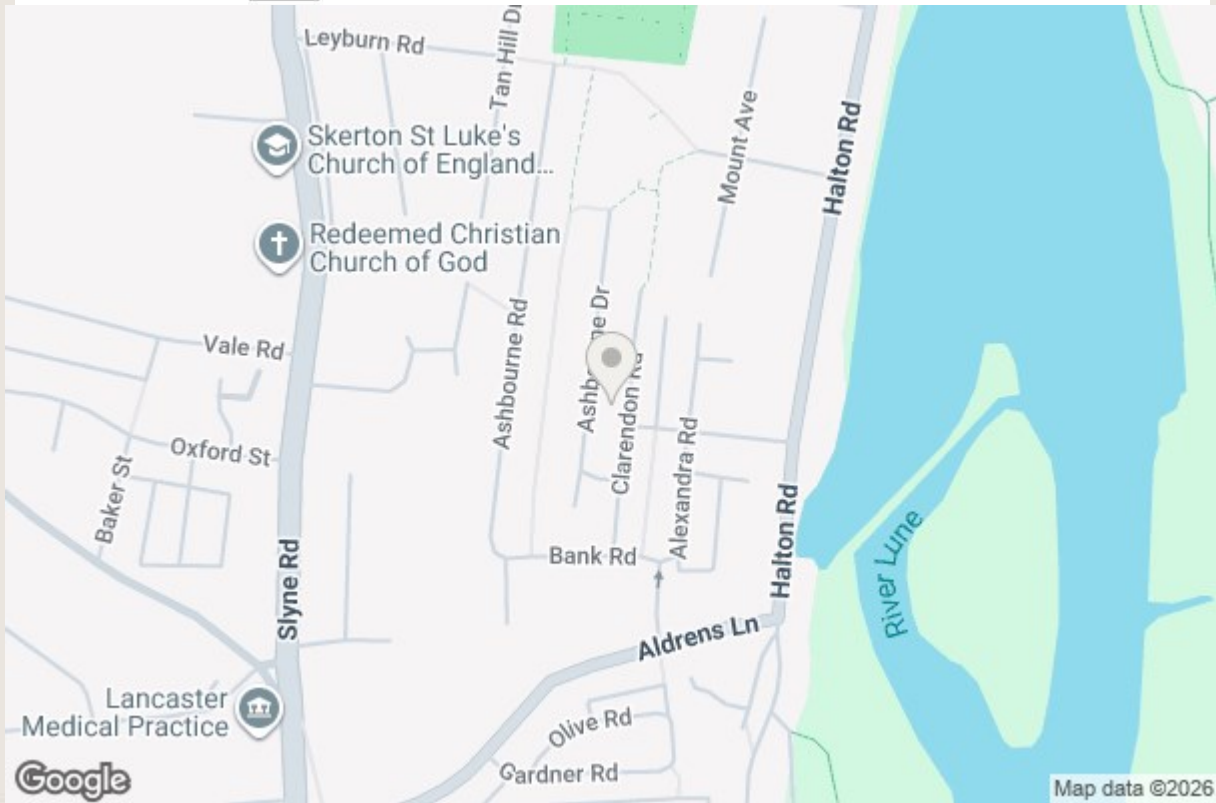 Leyburn Rd
Tan Hill Dr
Skerton St Luke's
Church of England...
Mount Ave
Halton Rd
Redeemed Christian
Church of God
Vale Rd
Ashbourne Rd
Clarendon Rd
Oxford St
Baker St
Alexandra Rd
Slyne Rd
Bank Rd
Halton Rd
River Lune
Aldrens Ln
Lancaster
Medical Practice
Olive Rd
Gardner Rd
Google
Map data ©2026